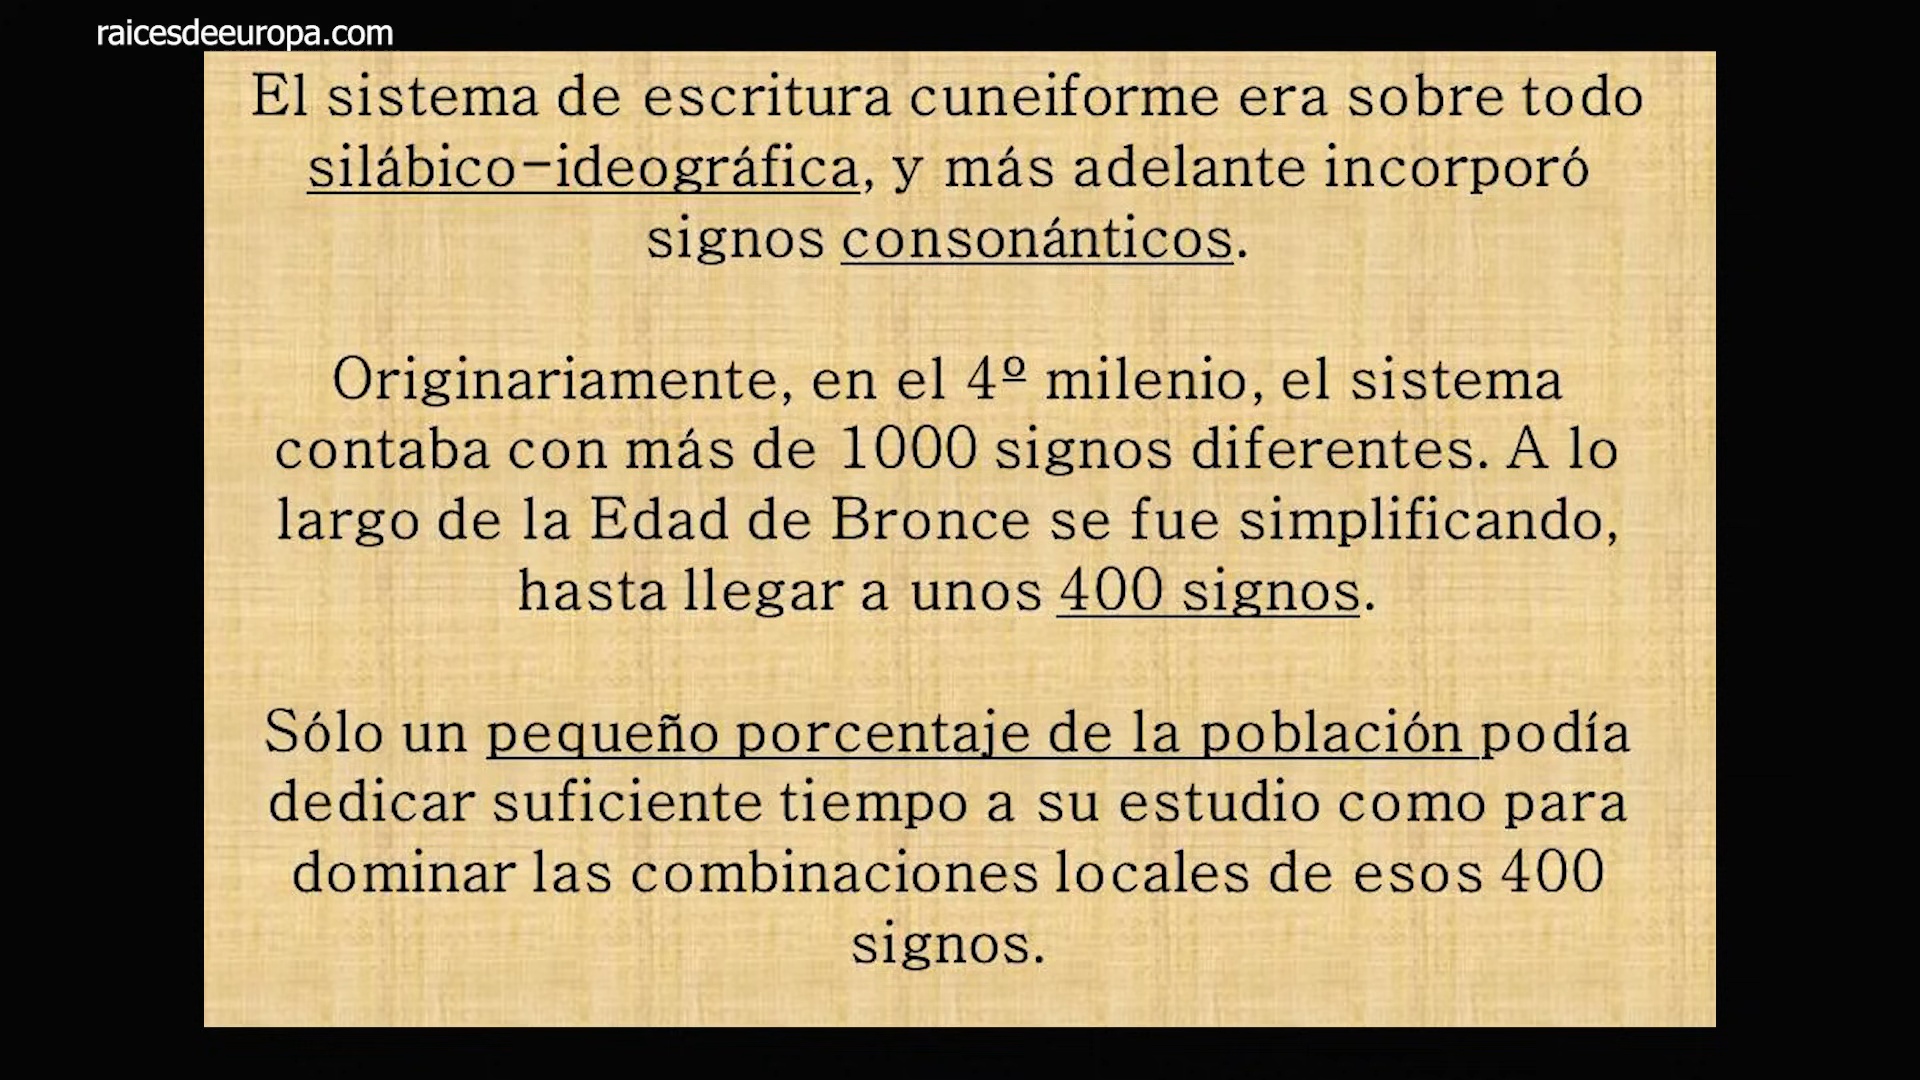 raicesdeeuropa.com
El sistema de escritura cuneiforme era sobre todo
silábico-ideográfica, y más adelante incorporó
signos consonánticos.
Originariamente, en el 4º milenio, el sistema
contaba con más de 1000 signos diferentes. A lo
largo de la Edad de Bronce se fue simplificando,
hasta llegar a unos 400 signos.
Sólo un pequeño porcentaje de la población podía
dedicar suficiente tiempo a su estudio como para
dominar las combinaciones locales de esos 400
signos.